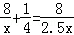 8/x + 1/4 = 8/2.5x